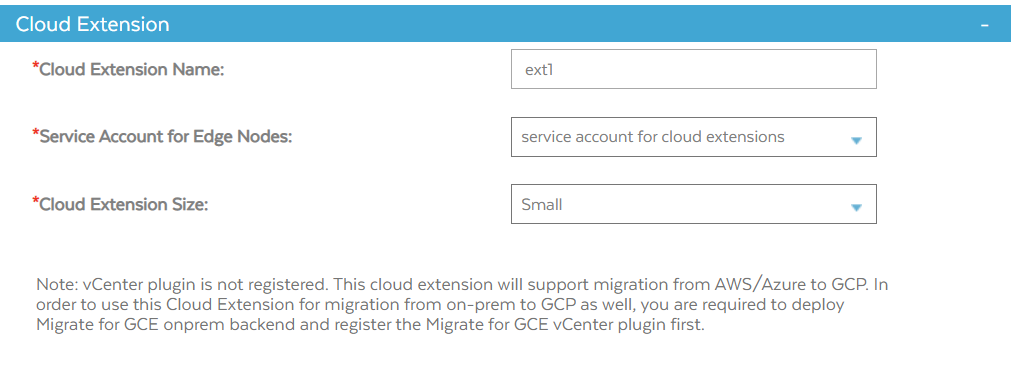 Cloud Extension -
*Cloud Extension Name: ext1
*Service Account for Edge Nodes: service account for cloud extensions
*Cloud Extension Size: Small
Note: vCenter plugin is not registered. This cloud extension will support migration from AWS/Azure to GCP. In
order to use this Cloud Extension for migration from on-prem to GCP as well, you are required to deploy
Migrate for GCE onprem backend and register the Migrate for GCE vCenter plugin first.